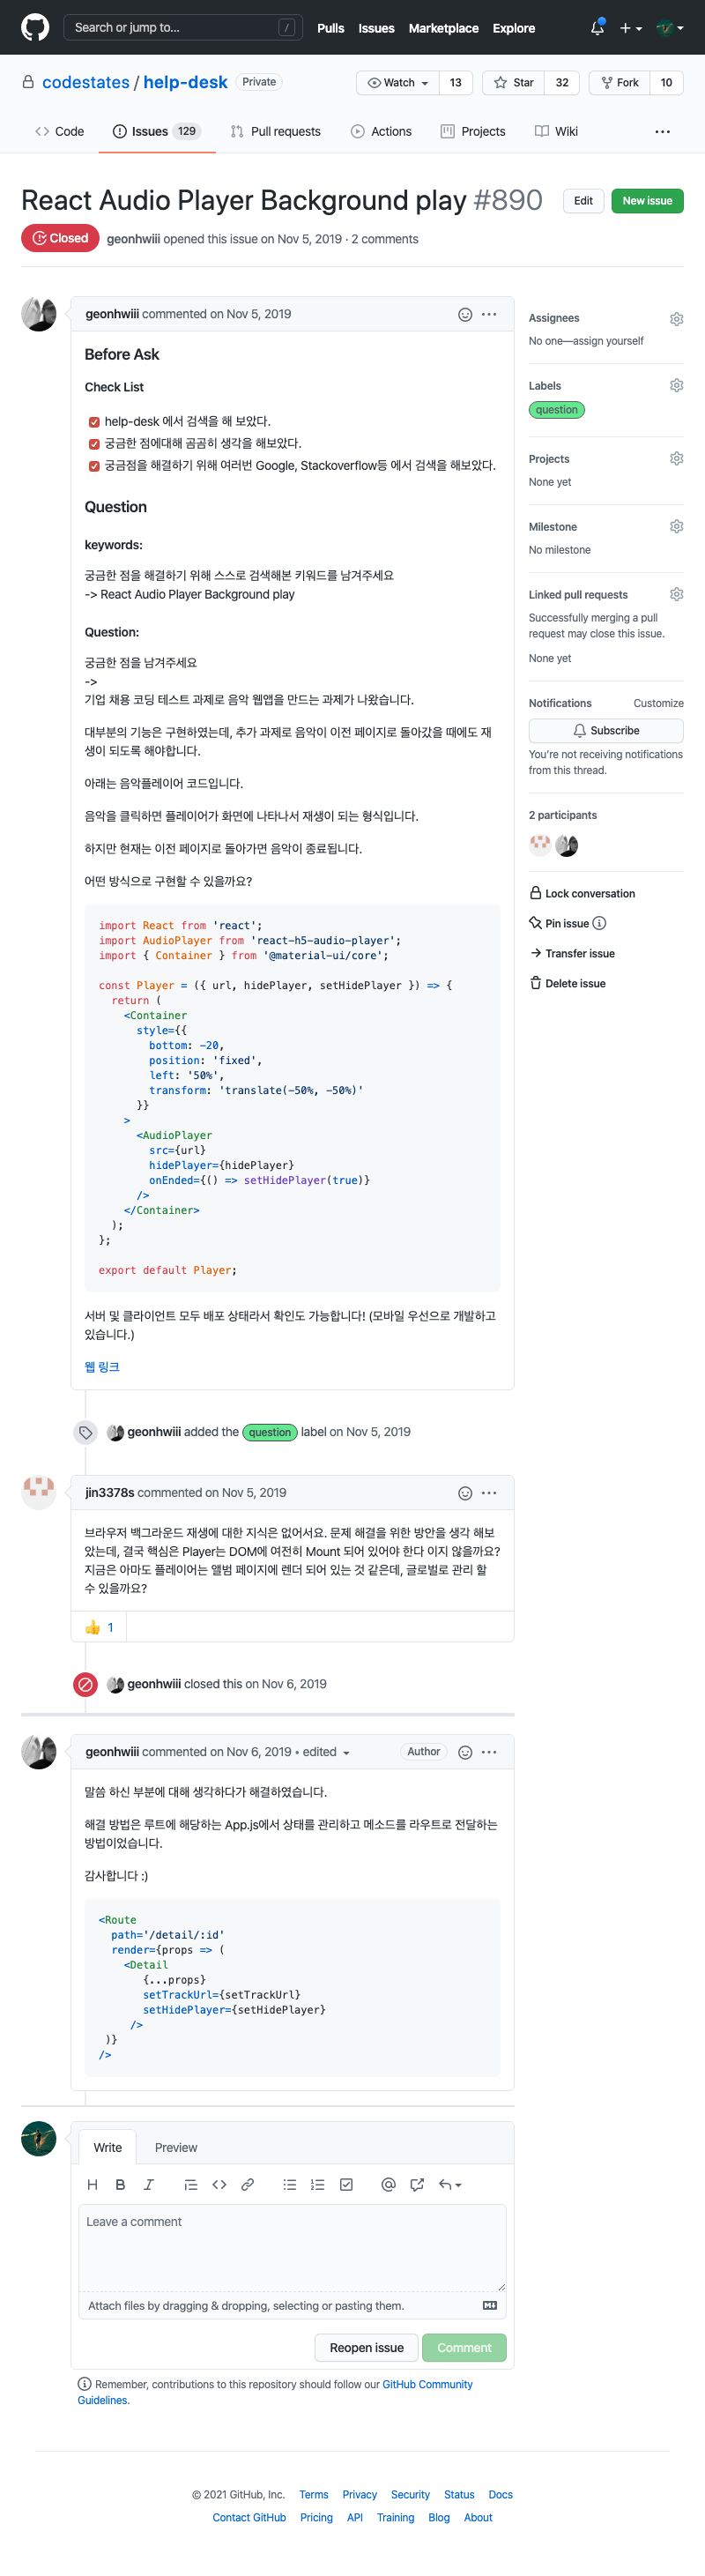 Search or jump to... /
Pulls Issues Marketplace Explore
codestates / help-desk Private
Watch 13 Star 32 Fork 10
Code Issues 129 Pull requests Actions Projects Wiki
React Audio Player Background play #890
Edit New issue
Closed geonhwiii opened this issue on Nov 5, 2019 · 2 comments
geonhwiii commented on Nov 5, 2019
Before Ask
Check List
help-desk 에서 검색을 해 보았다.
궁금한 점에대해 곰곰히 생각을 해보았다.
궁금점을 해결하기 위해 여러번 Google, Stackoverflow등 에서 검색을 해보았다.
Question
keywords:
궁금한 점을 해결하기 위해 스스로 검색해본 키워드를 남겨주세요
-> React Audio Player Background play
Question:
궁금한 점을 남겨주세요
->
기업 채용 코딩 테스트 과제로 음악 웹앱을 만드는 과제가 나왔습니다.
대부분의 기능은 구현하였는데, 추가 과제로 음악이 이전 페이지로 돌아갔을 때에도 재
생이 되도록 해야합니다.
아래는 음악플레이어 코드입니다.
음악을 클릭하면 플레이어가 화면에 나타나서 재생이 되는 형식입니다.
하지만 현재는 이전 페이지로 돌아가면 음악이 종료됩니다.
어떤 방식으로 구현할 수 있을까요?
import React from 'react';
import AudioPlayer from 'react-h5-audio-player';
import { Container } from '@material-ui/core';
const Player = ({ url, hidePlayer, setHidePlayer }) => {
return (
<Container
style={{
bottom: -20,
position: 'fixed',
left: '50%',
transform: 'translate(-50%, -50%)'
}}
>
<AudioPlayer
src={url}
hidePlayer={hidePlayer}
onEnded={() => setHidePlayer(true)}
/>
</Container>
);
};
export default Player;
서버 및 클라이언트 모두 배포 상태라서 확인도 가능합니다! (모바일 우선으로 개발하고
있습니다.)
웹 링크
Assignees
No one—assign yourself
Labels
question
Projects
None yet
Milestone
No milestone
Linked pull requests
Successfully merging a pull
request may close this issue.
None yet
Notifications Customize
Subscribe
You're not receiving notifications
from this thread.
2 participants
Lock conversation
Pin issue
Transfer issue
Delete issue
geonhwiii added the question label on Nov 5, 2019
jin3378s commented on Nov 5, 2019
브라우저 백그라운드 재생에 대한 지식은 없어서요. 문제 해결을 위한 방안을 생각 해보
았는데, 결국 핵심은 Player는 DOM에 여전히 Mount 되어 있어야 한다 이지 않을까요?
지금은 아마도 플레이어는 앨범 페이지에 렌더 되어 있는 것 같은데, 글로벌로 관리 할
수 있을까요?
👍 1
geonhwiii closed this on Nov 6, 2019
geonhwiii commented on Nov 6, 2019 • edited Author
말씀 하신 부분에 대해 생각하다가 해결하였습니다.
해결 방법은 루트에 해당하는 App.js에서 상태를 관리하고 메소드를 라우트로 전달하는
방법이었습니다.
감사합니다 :)
<Route
path='/detail/:id'
render={props => (
<Detail
{...props}
setTrackUrl={setTrackUrl}
setHidePlayer={setHidePlayer}
/>
)}
/>
Write Preview
Leave a comment
Attach files by dragging & dropping, selecting or pasting them.
Reopen issue Comment
Remember, contributions to this repository should follow our GitHub Community
Guidelines.
© 2021 GitHub, Inc. Terms Privacy Security Status Docs
Contact GitHub Pricing API Training Blog About